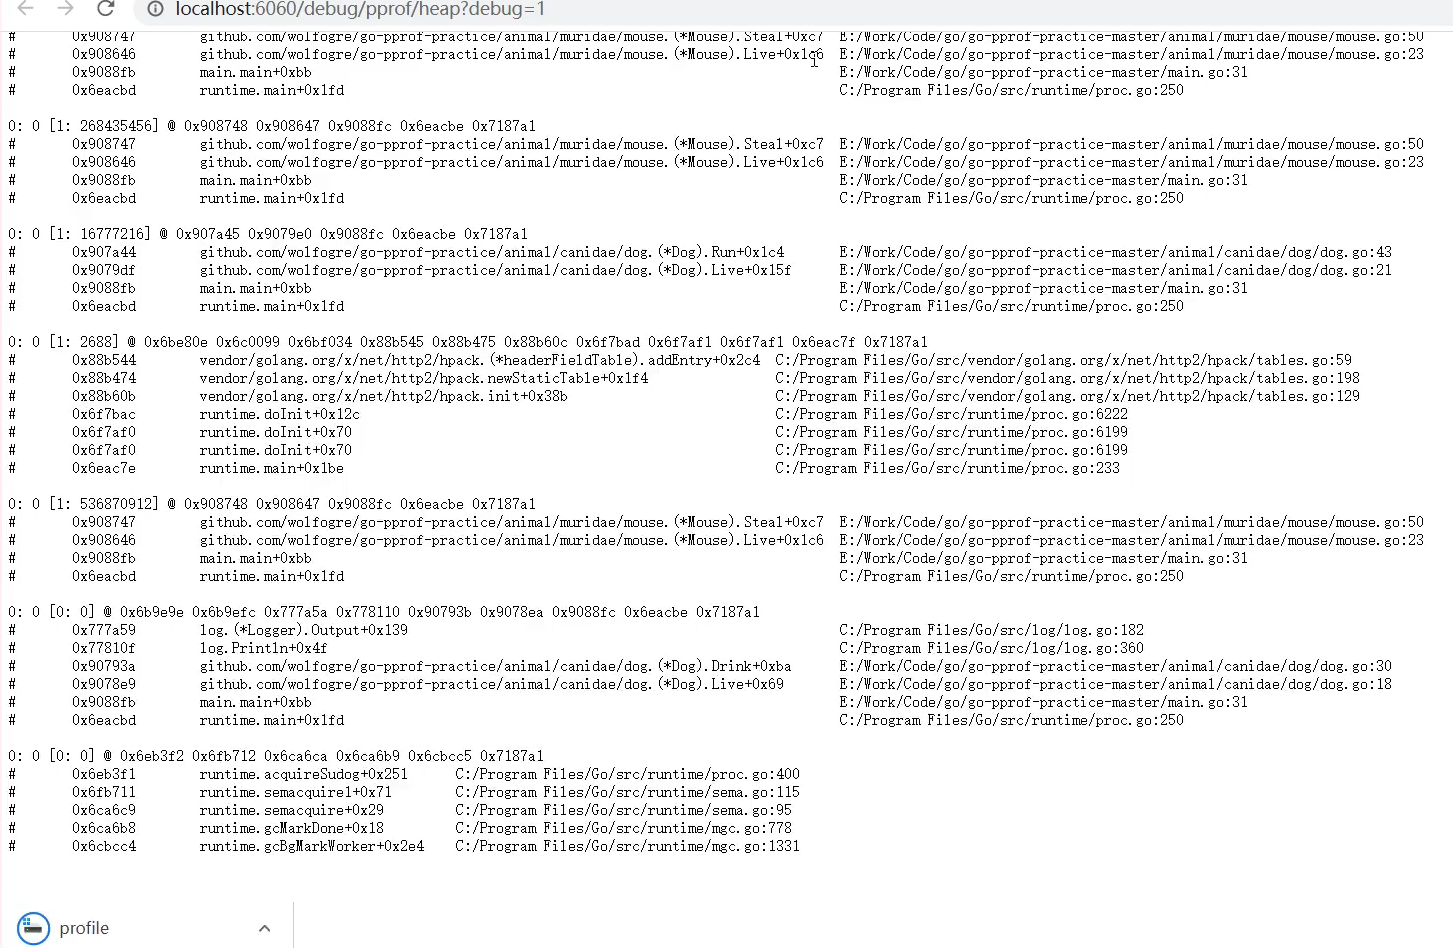 localhost:6060/debug/pprof/heap?debug=1
# 0x908747 github.com/wolfogre/go-pprof-practice/animal/muridae/mouse.(*Mouse).Steal+0xc7 E:/Work/Code/go/go-pprof-practice-master/animal/muridae/mouse/mouse.go:50
# 0x908646 github.com/wolfogre/go-pprof-practice/animal/muridae/mouse.(*Mouse).Live+0x1c6 E:/Work/Code/go/go-pprof-practice-master/animal/muridae/mouse/mouse.go:23
# 0x9088fb main.main+0xbb E:/Work/Code/go/go-pprof-practice-master/main.go:31
# 0x6eacbd runtime.main+0x1fd C:/Program Files/Go/src/runtime/proc.go:250
0: 0 [1: 268435456] @ 0x908748 0x908647 0x9088fc 0x6eacbe 0x7187a1
# 0x908747 github.com/wolfogre/go-pprof-practice/animal/muridae/mouse.(*Mouse).Steal+0xc7 E:/Work/Code/go/go-pprof-practice-master/animal/muridae/mouse/mouse.go:50
# 0x908646 github.com/wolfogre/go-pprof-practice/animal/muridae/mouse.(*Mouse).Live+0x1c6 E:/Work/Code/go/go-pprof-practice-master/animal/muridae/mouse/mouse.go:23
# 0x9088fb main.main+0xbb E:/Work/Code/go/go-pprof-practice-master/main.go:31
# 0x6eacbd runtime.main+0x1fd C:/Program Files/Go/src/runtime/proc.go:250
0: 0 [1: 16777216] @ 0x907a45 0x9079e0 0x9088fc 0x6eacbe 0x7187a1
# 0x907a44 github.com/wolfogre/go-pprof-practice/animal/canidae/dog.(*Dog).Run+0x1c4 E:/Work/Code/go/go-pprof-practice-master/animal/canidae/dog/dog.go:43
# 0x9079df github.com/wolfogre/go-pprof-practice/animal/canidae/dog.(*Dog).Live+0x15f E:/Work/Code/go/go-pprof-practice-master/animal/canidae/dog/dog.go:21
# 0x9088fb main.main+0xbb E:/Work/Code/go/go-pprof-practice-master/main.go:31
# 0x6eacbd runtime.main+0x1fd C:/Program Files/Go/src/runtime/proc.go:250
0: 0 [1: 2688] @ 0x6be80e 0x6c0099 0x6bf034 0x88b545 0x88b475 0x88b60c 0x6f7bad 0x6f7af1 0x6f7af1 0x6eac7f 0x7187a1
# 0x88b544 vendor/golang.org/x/net/http2/hpack.(*headerFieldTable).addEntry+0x2c4 C:/Program Files/Go/src/vendor/golang.org/x/net/http2/hpack/tables.go:59
# 0x88b474 vendor/golang.org/x/net/http2/hpack.newStaticTable+0x1f4 C:/Program Files/Go/src/vendor/golang.org/x/net/http2/hpack/tables.go:198
# 0x88b60b vendor/golang.org/x/net/http2/hpack.init+0x38b C:/Program Files/Go/src/vendor/golang.org/x/net/http2/hpack/tables.go:129
# 0x6f7bac runtime.doInit+0x12c C:/Program Files/Go/src/runtime/proc.go:6222
# 0x6f7af0 runtime.doInit+0x70 C:/Program Files/Go/src/runtime/proc.go:6199
# 0x6f7af0 runtime.doInit+0x70 C:/Program Files/Go/src/runtime/proc.go:6199
# 0x6eac7e runtime.main+0x1be C:/Program Files/Go/src/runtime/proc.go:233
0: 0 [1: 536870912] @ 0x908748 0x908647 0x9088fc 0x6eacbe 0x7187a1
# 0x908747 github.com/wolfogre/go-pprof-practice/animal/muridae/mouse.(*Mouse).Steal+0xc7 E:/Work/Code/go/go-pprof-practice-master/animal/muridae/mouse/mouse.go:50
# 0x908646 github.com/wolfogre/go-pprof-practice/animal/muridae/mouse.(*Mouse).Live+0x1c6 E:/Work/Code/go/go-pprof-practice-master/animal/muridae/mouse/mouse.go:23
# 0x9088fb main.main+0xbb E:/Work/Code/go/go-pprof-practice-master/main.go:31
# 0x6eacbd runtime.main+0x1fd C:/Program Files/Go/src/runtime/proc.go:250
0: 0 [0: 0] @ 0x6b9e9e 0x6b9efc 0x777a5a 0x778110 0x90793b 0x9078ea 0x9088fc 0x6eacbe 0x7187a1
# 0x777a59 log.(*Logger).Output+0x139 C:/Program Files/Go/src/log/log.go:182
# 0x77810f log.Println+0x4f C:/Program Files/Go/src/log/log.go:360
# 0x90793a github.com/wolfogre/go-pprof-practice/animal/canidae/dog.(*Dog).Drink+0xba E:/Work/Code/go/go-pprof-practice-master/animal/canidae/dog/dog.go:30
# 0x9078e9 github.com/wolfogre/go-pprof-practice/animal/canidae/dog.(*Dog).Live+0x69 E:/Work/Code/go/go-pprof-practice-master/animal/canidae/dog/dog.go:18
# 0x9088fb main.main+0xbb E:/Work/Code/go/go-pprof-practice-master/main.go:31
# 0x6eacbd runtime.main+0x1fd C:/Program Files/Go/src/runtime/proc.go:250
0: 0 [0: 0] @ 0x6eb3f2 0x6fb712 0x6ca6ca 0x6ca6b9 0x6cbcc5 0x7187a1
# 0x6eb3f1 runtime.acquireSudog+0x251 C:/Program Files/Go/src/runtime/proc.go:400
# 0x6fb711 runtime.semacquire1+0x71 C:/Program Files/Go/src/runtime/sema.go:115
# 0x6ca6c9 runtime.semacquire+0x29 C:/Program Files/Go/src/runtime/sema.go:95
# 0x6ca6b8 runtime.gcMarkDone+0x18 C:/Program Files/Go/src/runtime/mgc.go:778
# 0x6cbcc4 runtime.gcBgMarkWorker+0x2e4 C:/Program Files/Go/src/runtime/mgc.go:1331
profile